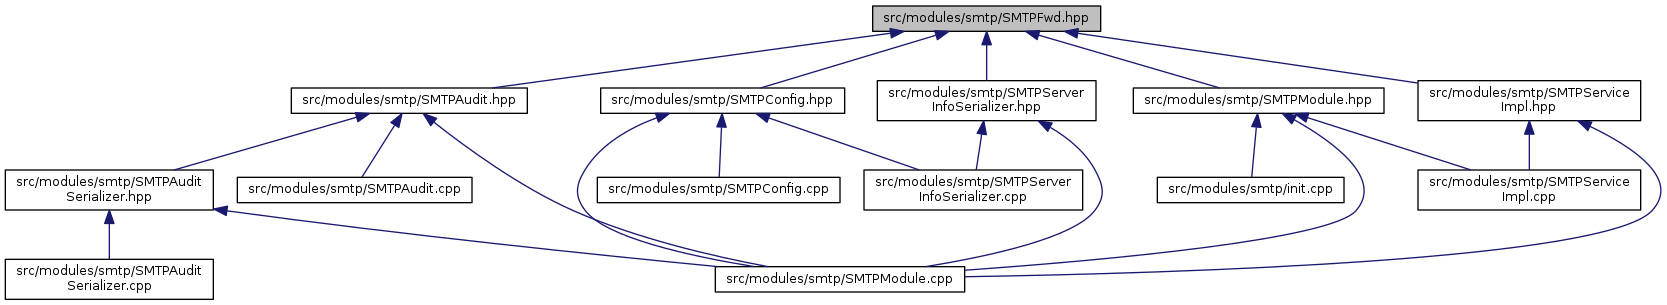 src/modules/smtp/SMTPFwd.hpp
src/modules/smtp/SMTPAudit.hpp
src/modules/smtp/SMTPConfig.hpp
src/modules/smtp/SMTPServer
InfoSerializer.hpp
src/modules/smtp/SMTPModule.hpp
src/modules/smtp/SMTPService
Impl.hpp
src/modules/smtp/SMTPAudit
Serializer.hpp
src/modules/smtp/SMTPAudit.cpp
src/modules/smtp/SMTPConfig.cpp
src/modules/smtp/SMTPServer
InfoSerializer.cpp
src/modules/smtp/init.cpp
src/modules/smtp/SMTPService
Impl.cpp
src/modules/smtp/SMTPAudit
Serializer.cpp
src/modules/smtp/SMTPModule.cpp